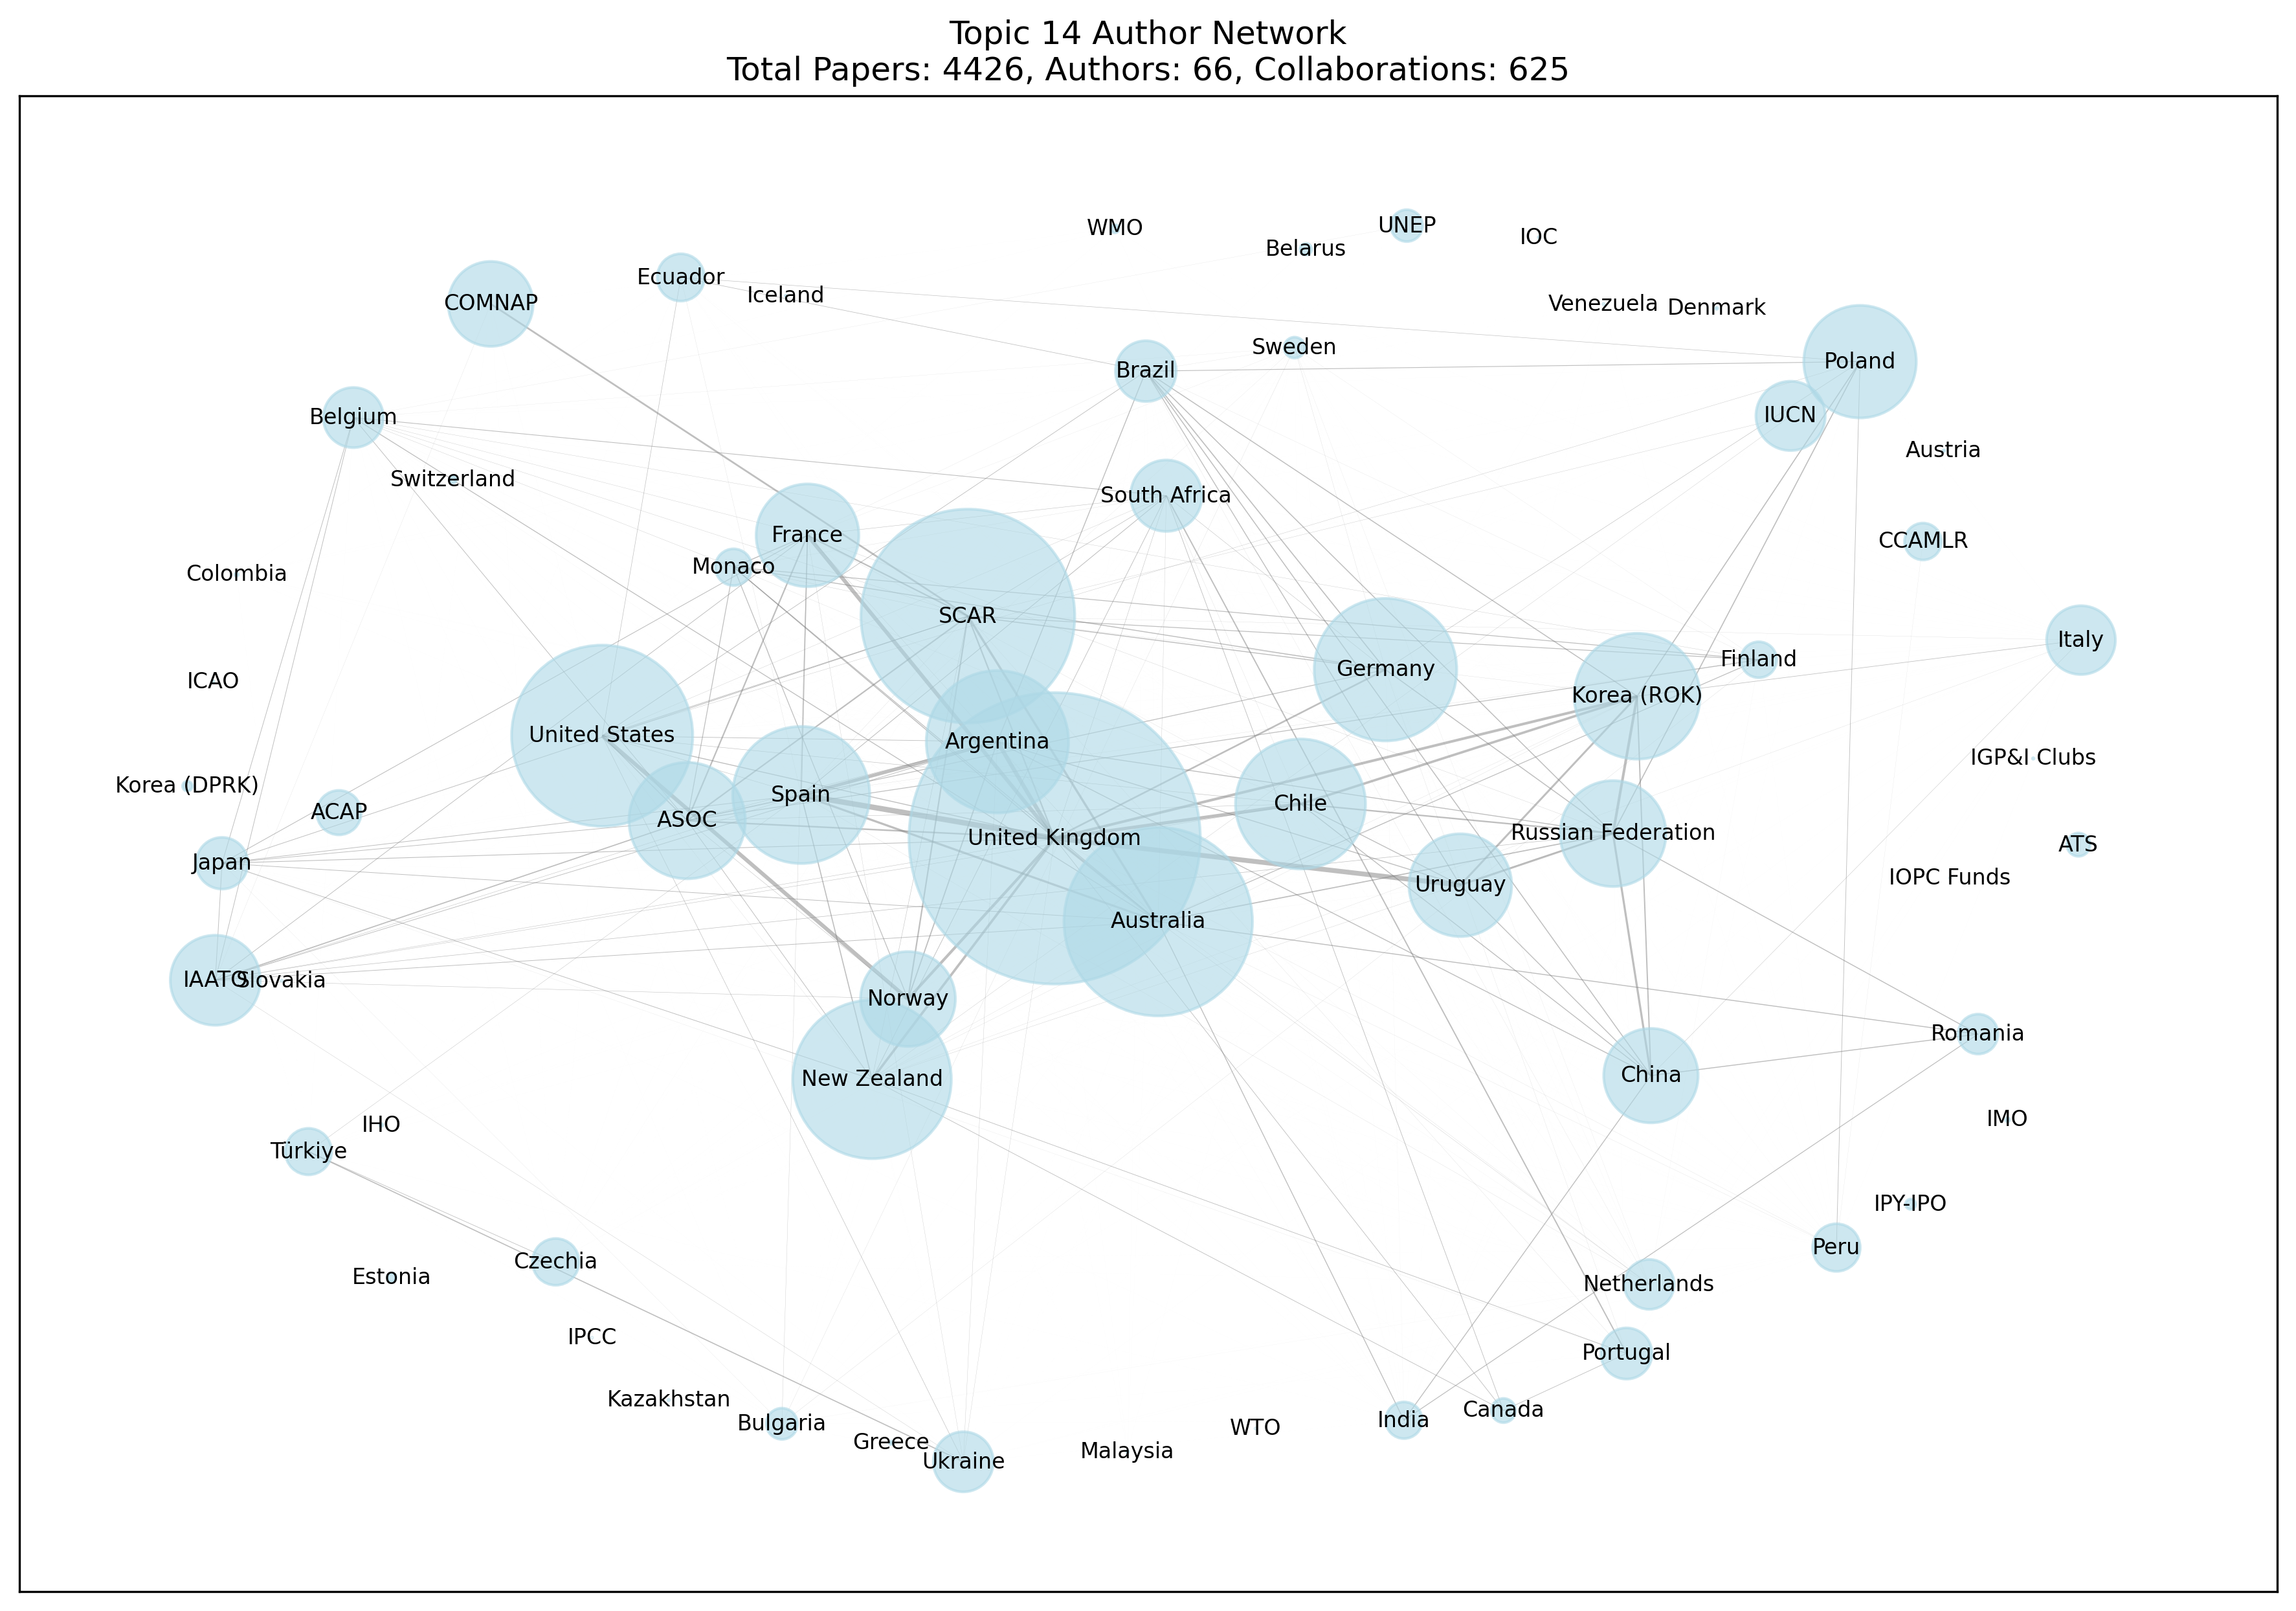 Topic 14 Author Network
Total Papers: 4426, Authors: 66, Collaborations: 625
UNEP
WMO
IOC
Belarus
Ecuador
Iceland
COMNAP
Venezuela
Denmark
Sweden
Poland
Brazil
IUCN
Belgium
Austria
Switzerland
South Africa
France
CCAMLR
Monaco
Colombia
SCAR
Italy
Finland
Germany
ICAO
Korea (ROK)
United States
Argentina
IGP&I Clubs
Korea (DPRK)
Spain
Chile
ACAP
ASOC
Russian Federation
United Kingdom
ATS
Japan
IOPC Funds
Uruguay
Australia
IAATO
Slovakia
Norway
Romania
China
New Zealand
IMO
IHO
Türkiye
IPY-IPO
Peru
Czechia
Estonia
Netherlands
IPCC
Portugal
Kazakhstan
Canada
India
Bulgaria
WTO
Greece
Malaysia
Ukraine